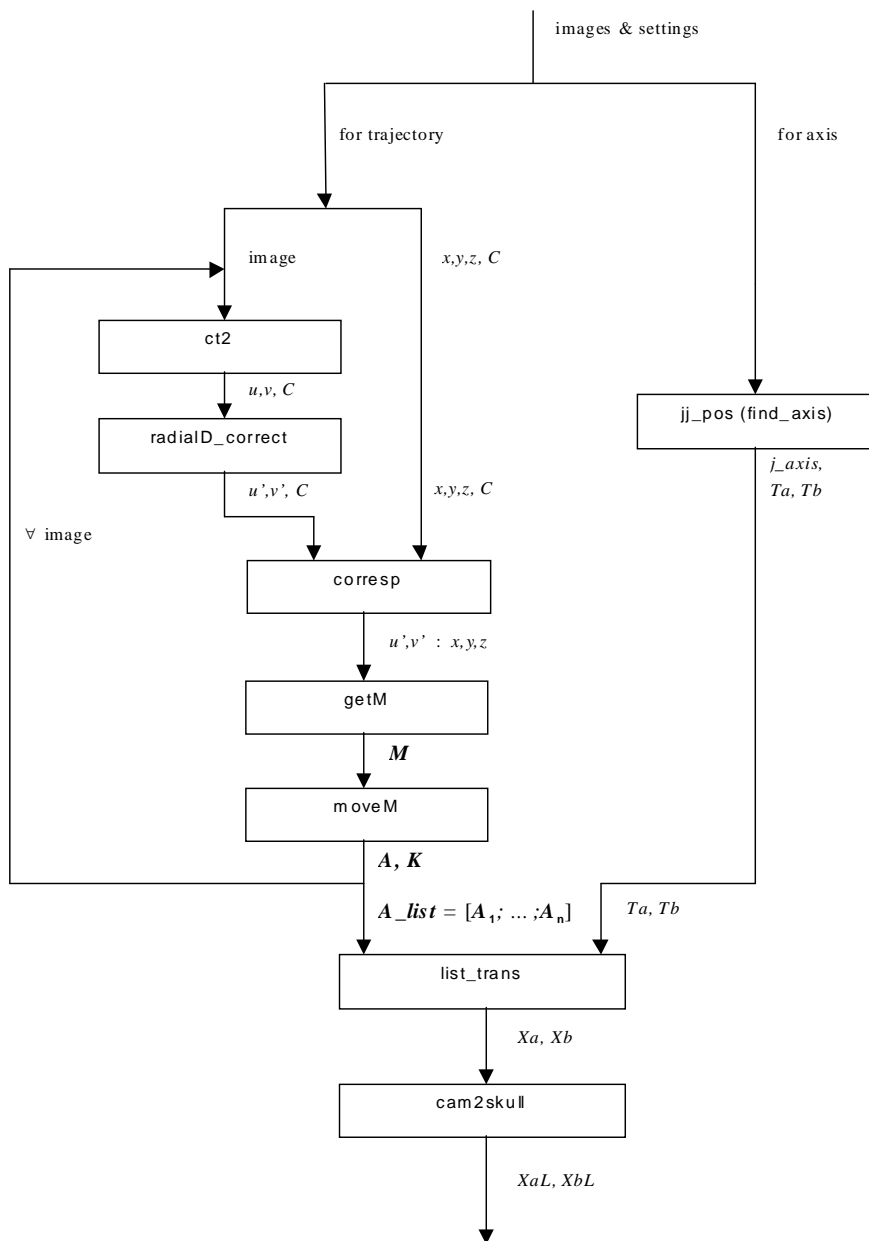 images & settings
for trajectory
for axis
image
x,y,z, C
ct2
u,v, C
jj_pos (find_axis)
radialD_correct
j_axis,
Ta, Tb
u’,v’, C
x,y,z, C
∀ image
corresp
u’,v’ : x,y,z
getM
M
moveM
A, K
A_list = [A1; ... ;An]
Ta, Tb
list_trans
Xa, Xb
cam2skull
XaL, XbL